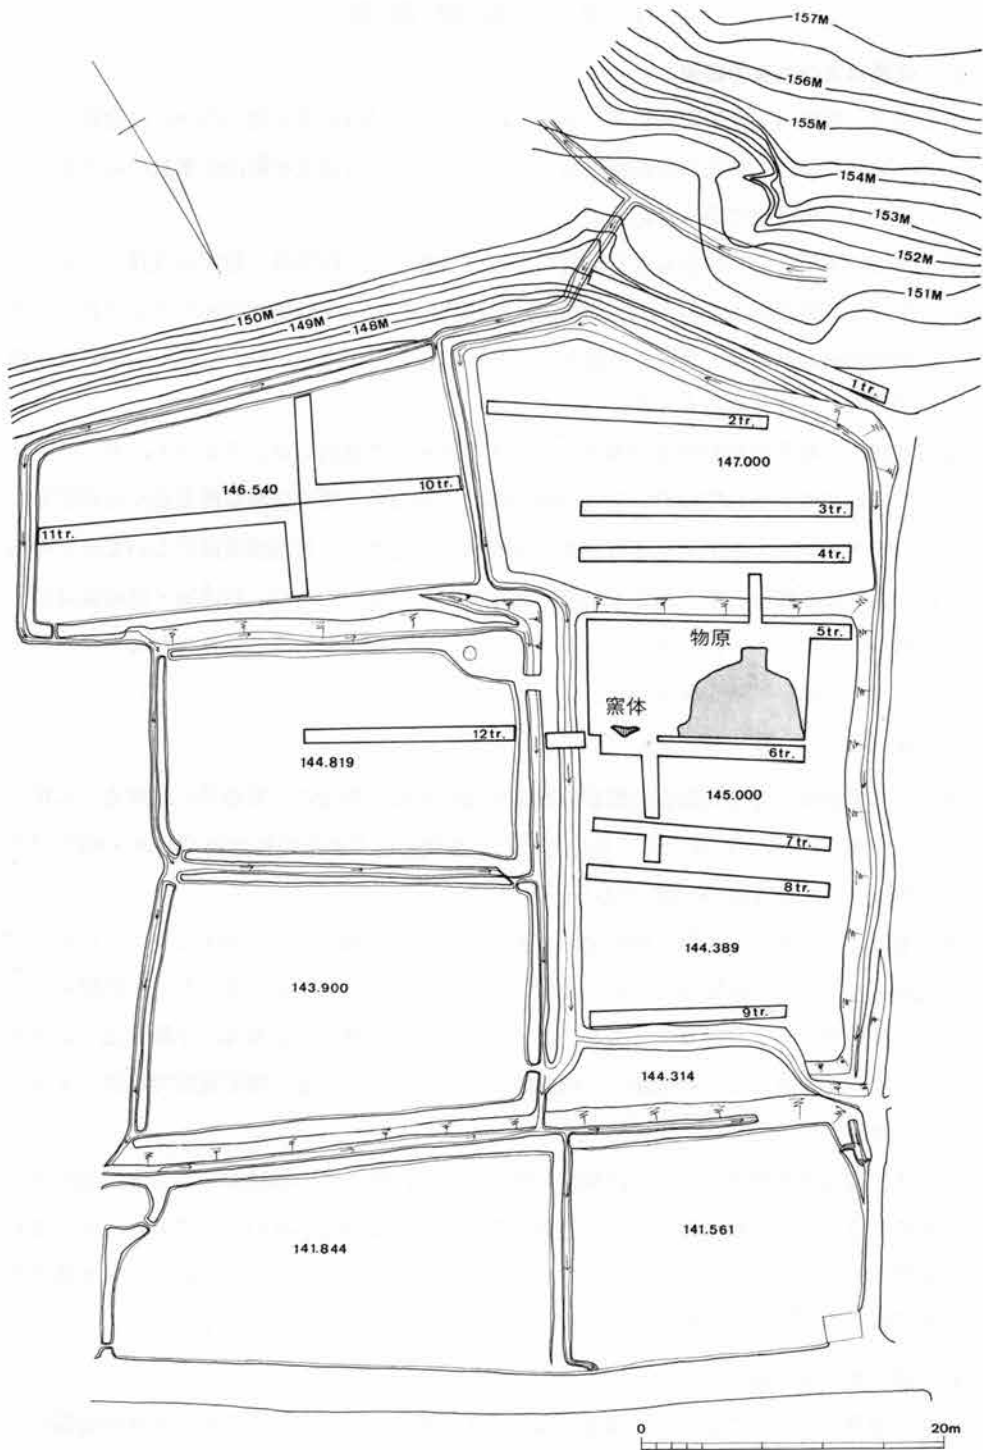 157M
156M
155M
154M
153M
152M
151M
150M
149M
148M
1tr.
2tr.
147.000
146.540
10tr.
3tr.
11tr.
4tr.
5tr.
物原
窯体
12tr.
6tr.
144.819
145.000
7tr.
8tr.
144.389
143.900
9tr.
144.314
141.561
141.844
0 20m